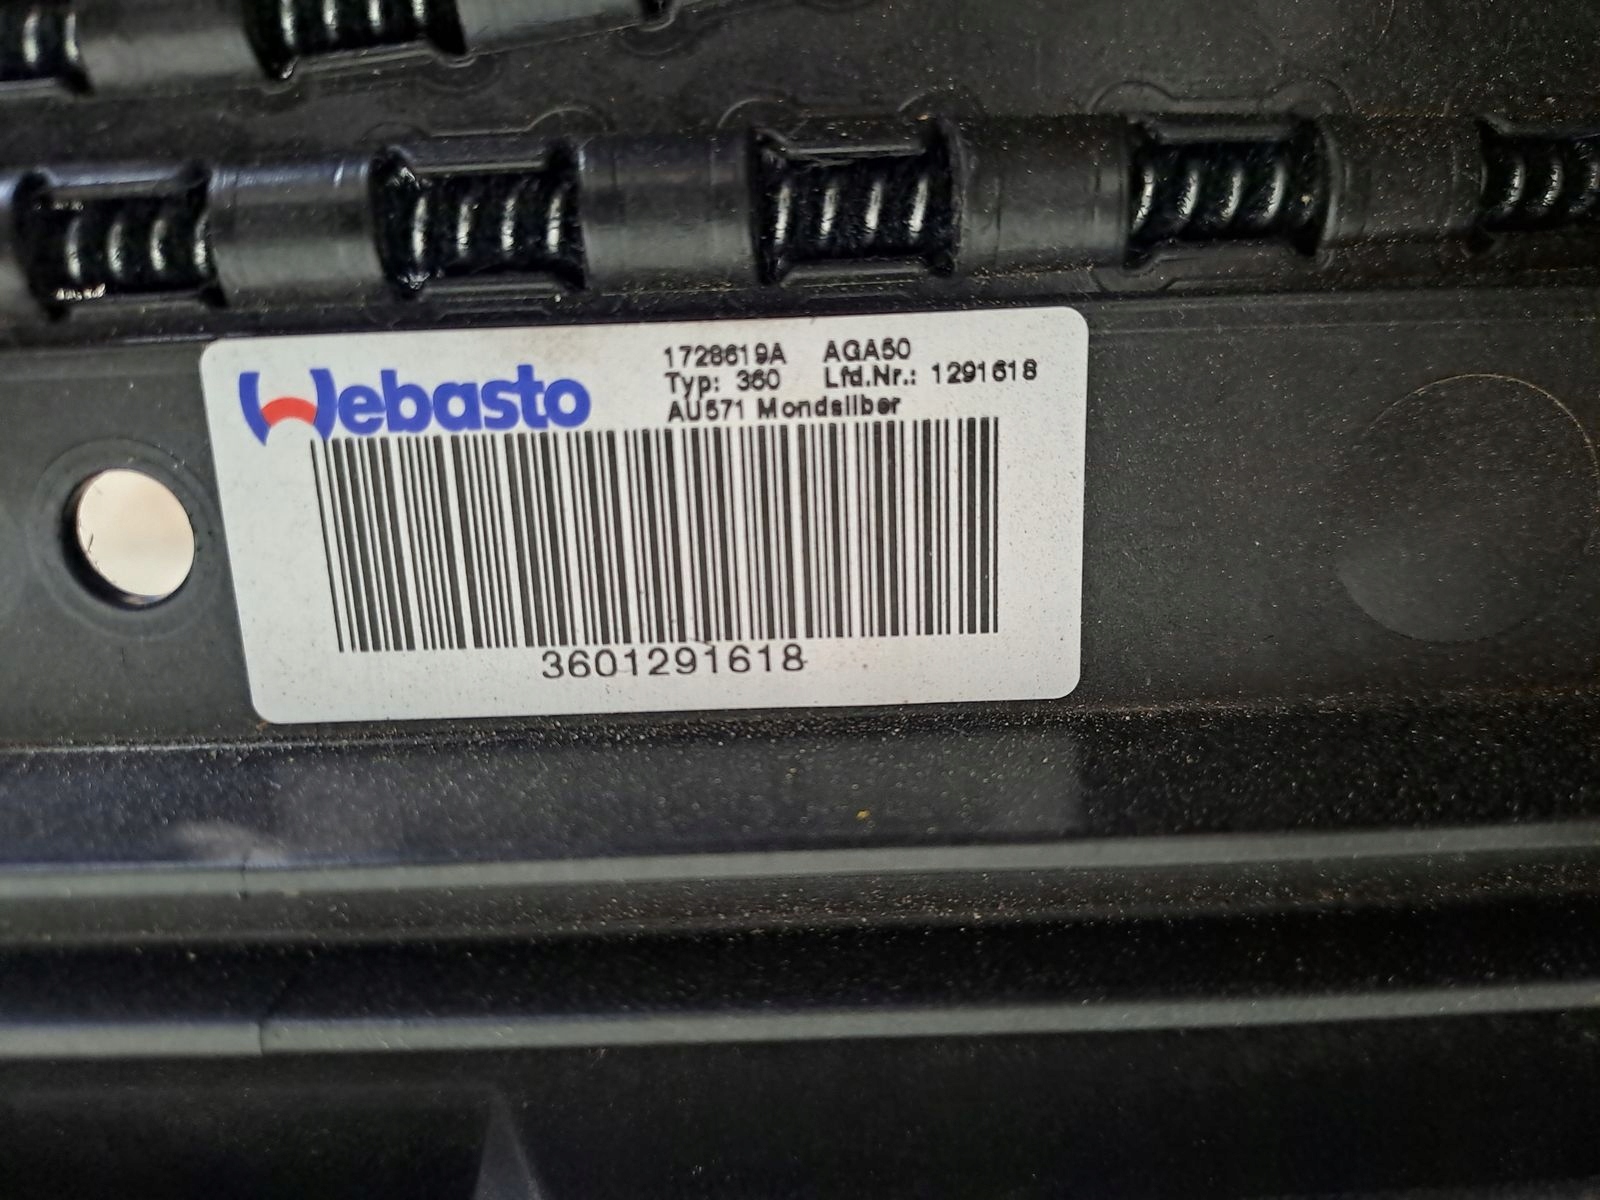 Webasto
1728619A AGA50
Typ: 360 Lfd.Nr.: 1291618
AU571 Mondsilber
3601291618